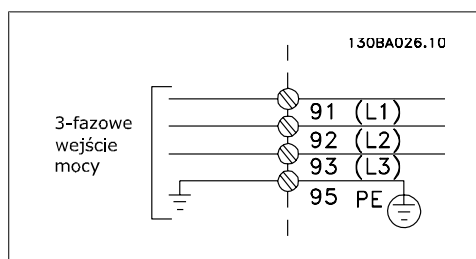 130BA026.10
3-fazowe
wejście
mocy
91 (L1)
92 (L2)
93 (L3)
95 PE